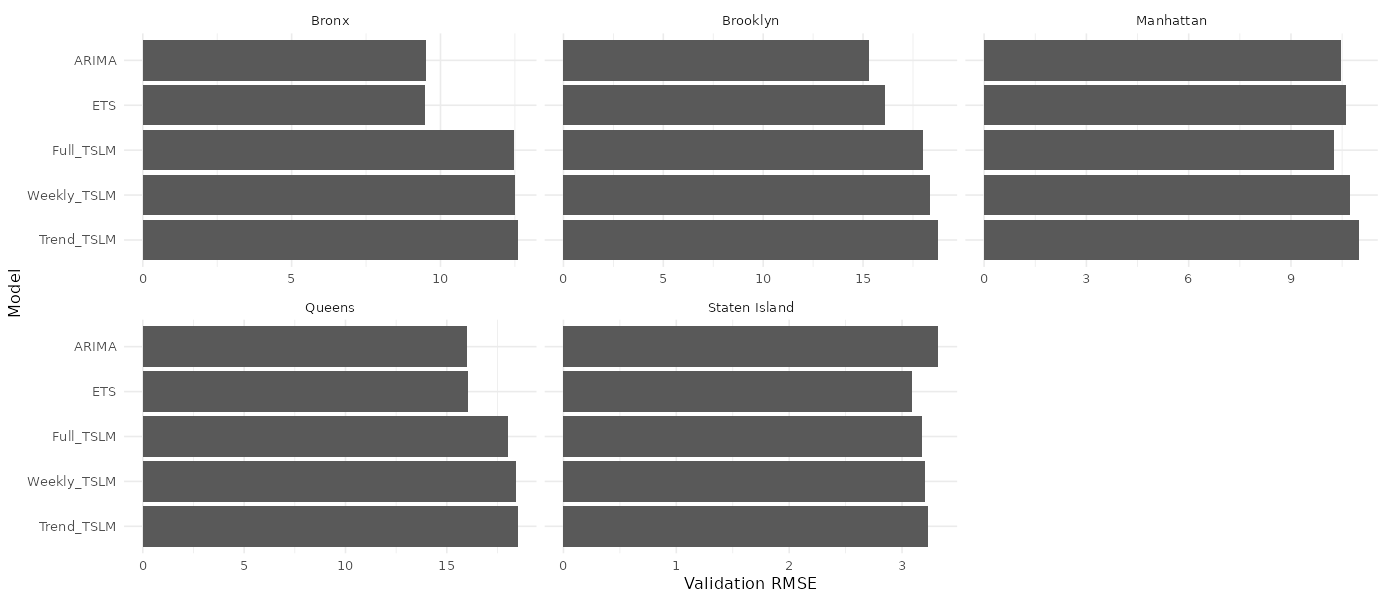 Bronx
Brooklyn
Manhattan
ARIMA
ETS
Full_TSLM
Weekly_TSLM
Trend_TSLM
0 5 10
0 5 10 15
0 3 6 9
Queens
Staten Island
ARIMA
ETS
Full_TSLM
Weekly_TSLM
Trend_TSLM
0 5 10 15
0 1 2 3
Model
Validation RMSE